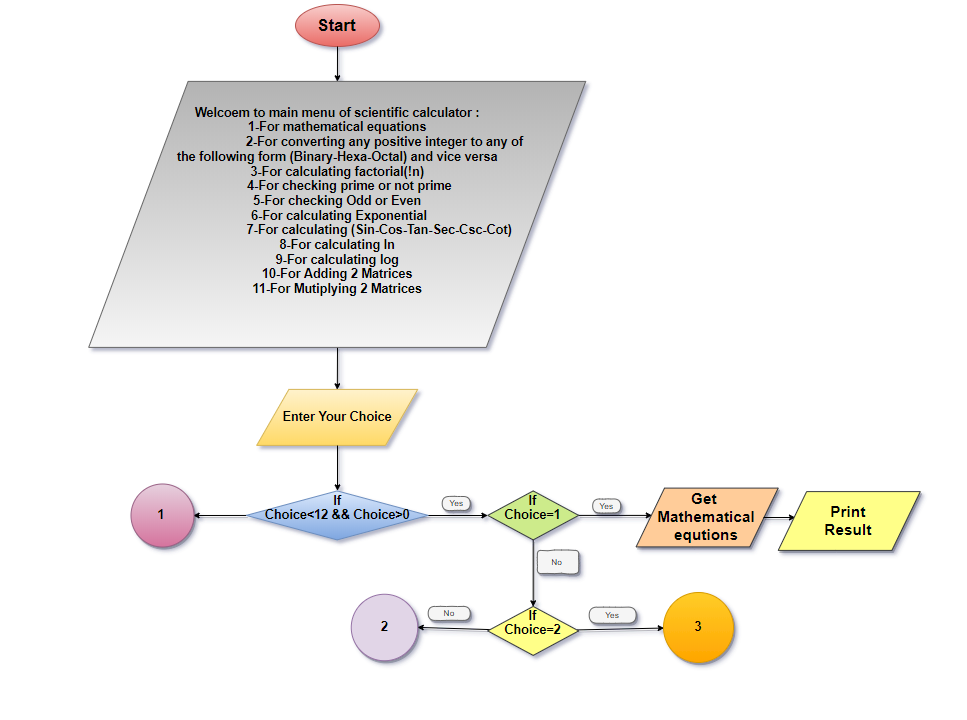 Start
Welcoem to main menu of scientific calculator :
1-For mathematical equations
2-For converting any positive integer to any of
the following form (Binary-Hexa-Octal) and vice versa
3-For calculating factorial(!n)
4-For checking prime or not prime
5-For checking Odd or Even
6-For calculating Exponential
7-For calculating (Sin-Cos-Tan-Sec-Csc-Cot)
8-For calculating ln
9-For calculating log
10-For Adding 2 Matrices
11-For Mutiplying 2 Matrices
Enter Your Choice
1
If
Choice<12 && Choice>0
Yes
If
Choice=1
Yes
Get
Mathematical
equtions
Print
Result
No
2
No
If
Choice=2
Yes
3